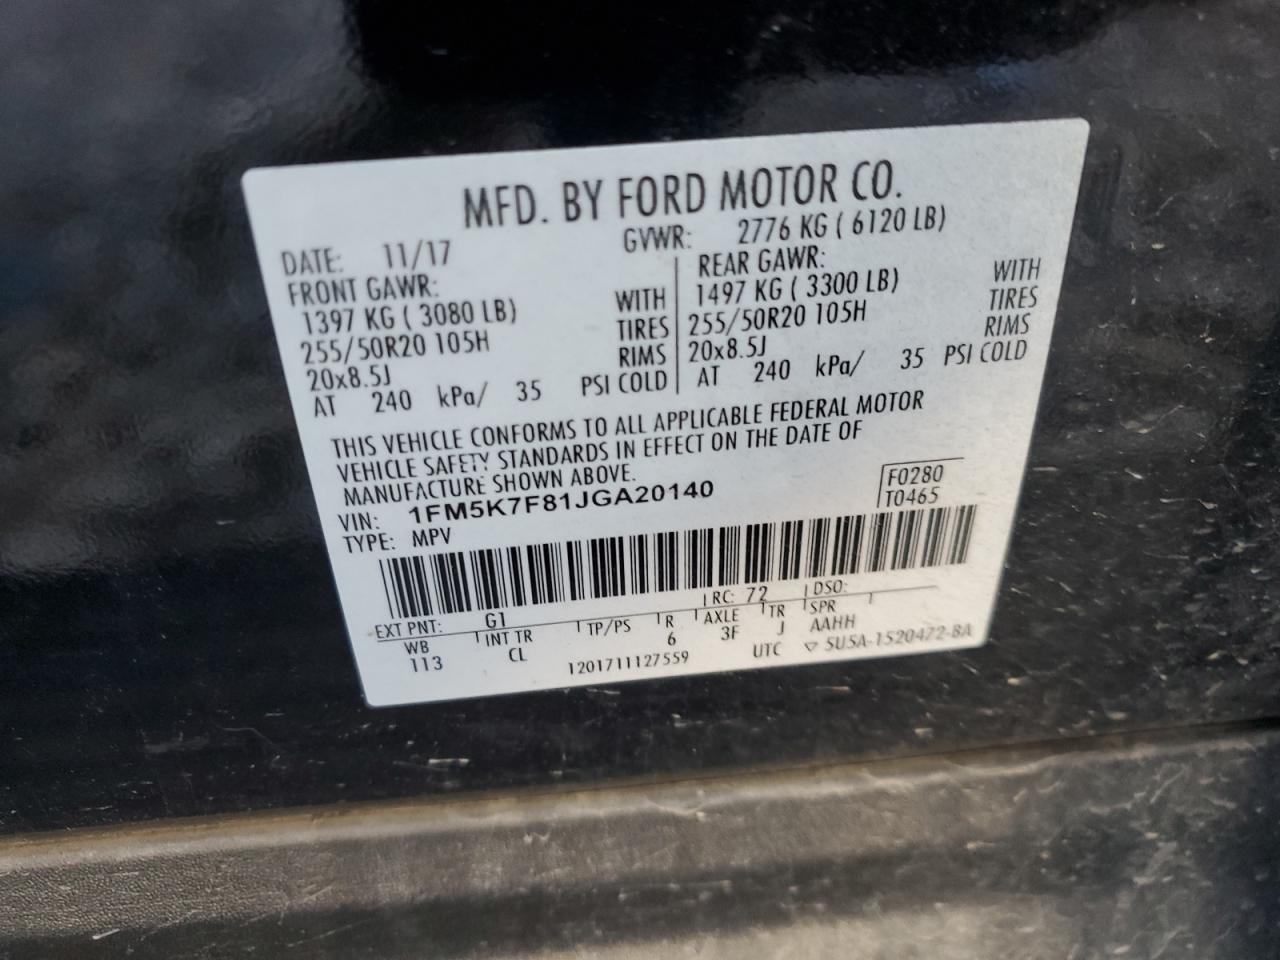 MFD. BY FORD MOTOR CO.
DATE: 11/17 GVWR: 2776 KG ( 6120 LB)
FRONT GAWR: REAR GAWR:
1397 KG ( 3080 LB) WITH 1497 KG ( 3300 LB) WITH
255/50R20 105H TIRES 255/50R20 105H TIRES
20x8.5J RIMS 20x8.5J RIMS
AT 240 kPa/ 35 PSI COLD AT 240 kPa/ 35 PSI COLD
THIS VEHICLE CONFORMS TO ALL APPLICABLE FEDERAL MOTOR
VEHICLE SAFETY STANDARDS IN EFFECT ON THE DATE OF
MANUFACTURE SHOWN ABOVE.
VIN: 1FM5K7F81JGA20140 F0280
TYPE: MPV T0465
EXT PNT: G1 RC: 72 DSO:
WB INT TR TP/PS R AXLE TR SPR
113 CL 6 3F J AAHH
1201711127559 UTC ▽ 5U5A-1520472-BA